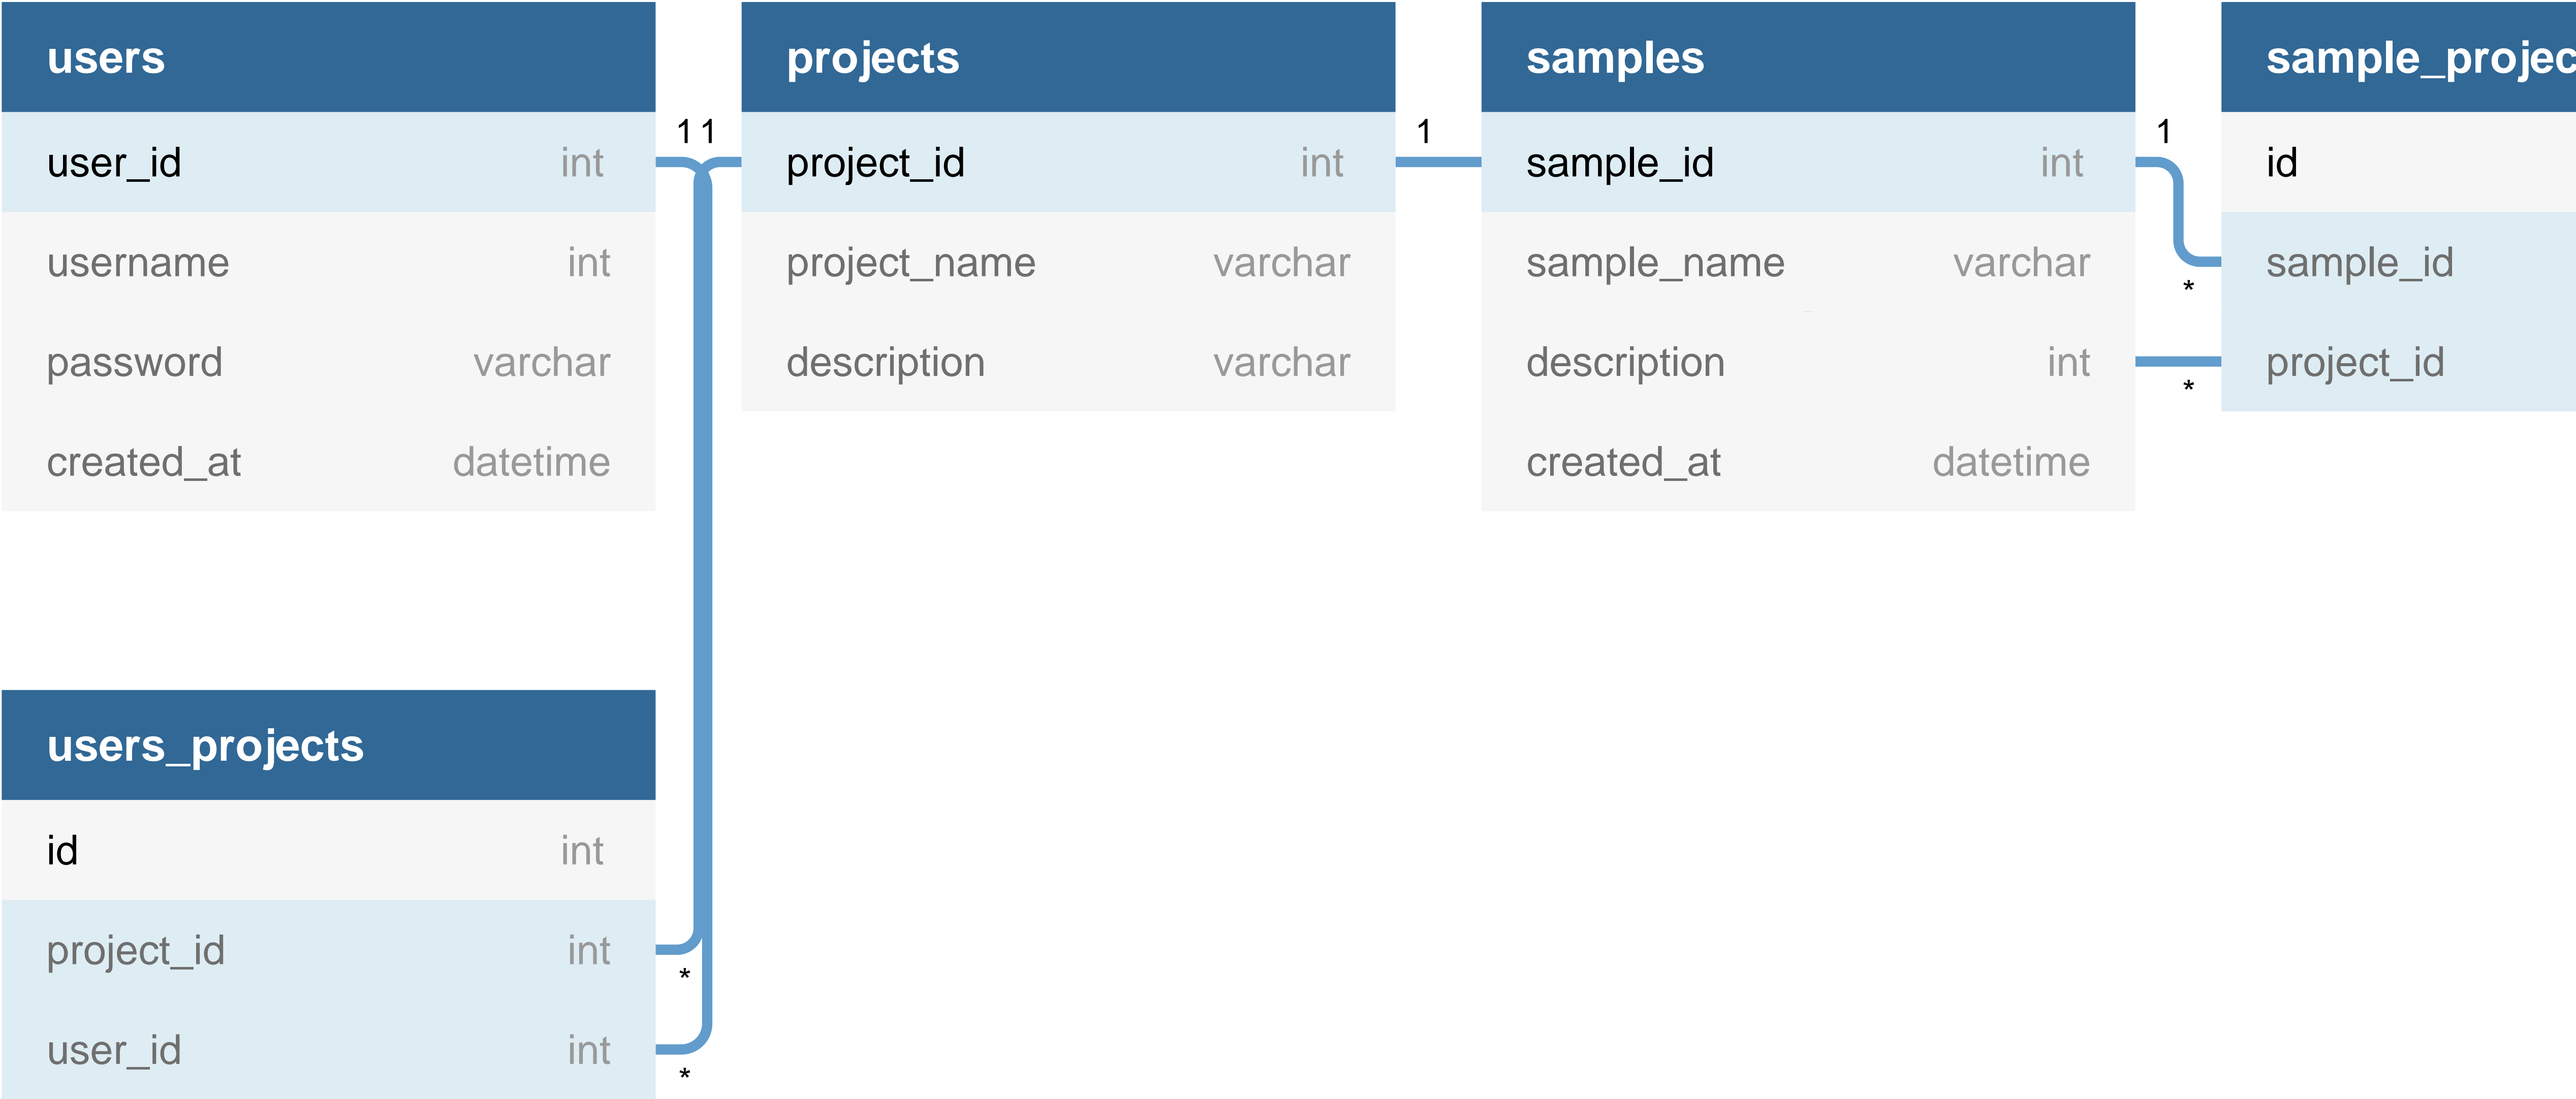 users
user_id int
username int
password varchar
created_at datetime
1 1
projects
project_id int
project_name varchar
description varchar
1
samples
sample_id int
sample_name varchar
description int
created_at datetime
1
*
*
sample_projec
id
sample_id
project_id
users_projects
id int
project_id int
user_id int
*
*